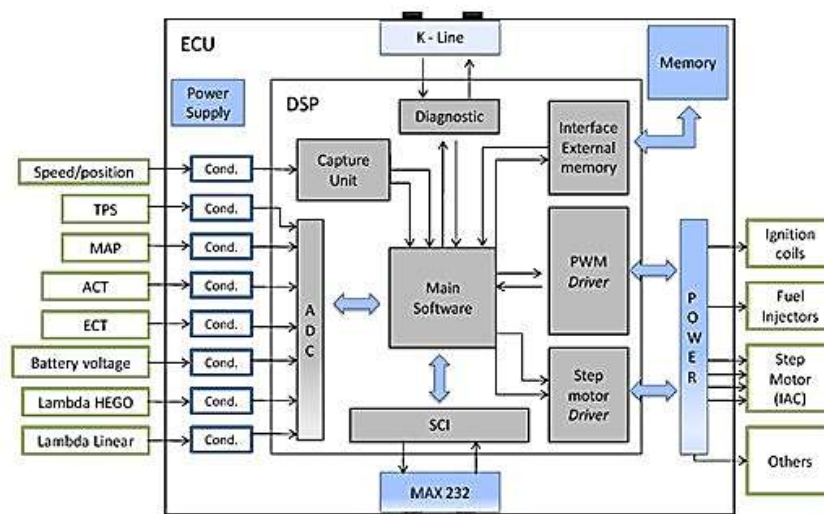 ECU
K - Line
Memory
Power
Supply
DSP
Diagnostic
Interface
External
memory
Capture
Unit
Speed/position
Cond.
TPS
Cond.
MAP
Cond.
ACT
Cond.
ECT
Cond.
Battery voltage
Cond.
Lambda HEGO
Cond.
Lambda Linear
Cond.
ADC
Main
Software
PWM
Driver
Step
motor
Driver
SCI
MAX 232
POWER
Ignition
coils
Fuel
Injectors
Step
Motor
(IAC)
Others